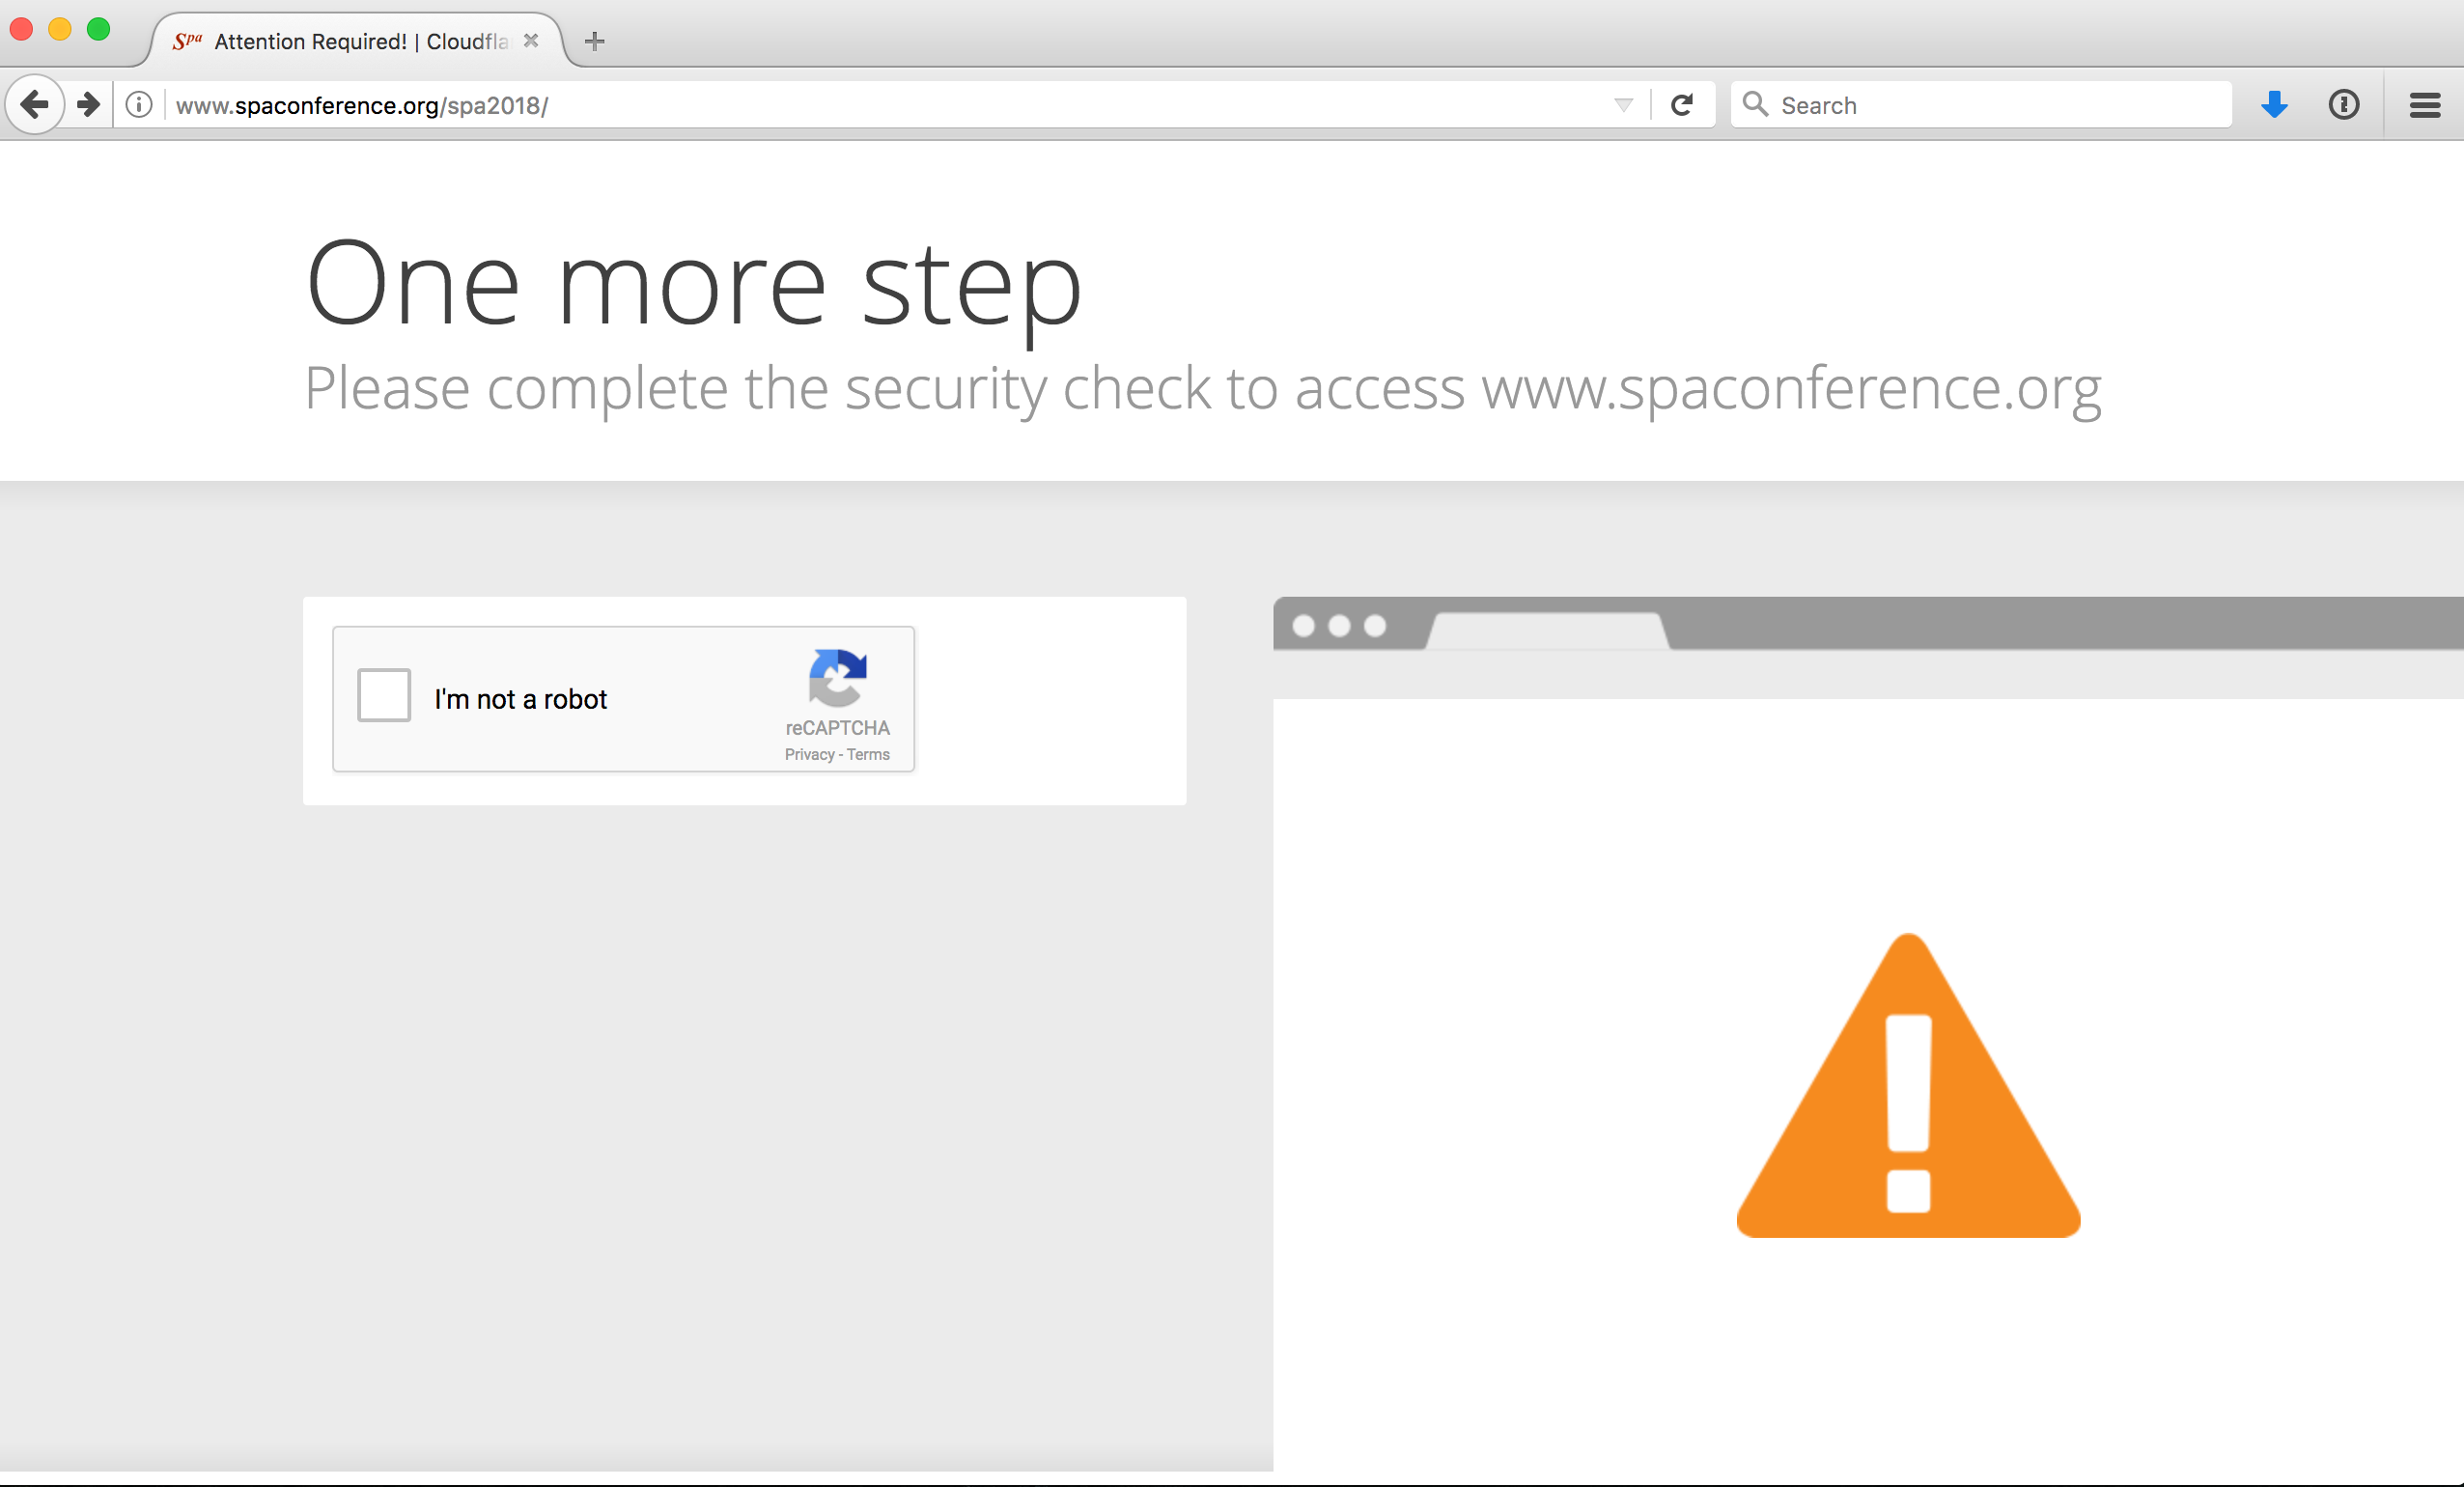 Spa Attention Required! | Cloudfla
www.spaconference.org/spa2018/
Search
One more step
Please complete the security check to access www.spaconference.org
I'm not a robot
reCAPTCHA
Privacy - Terms